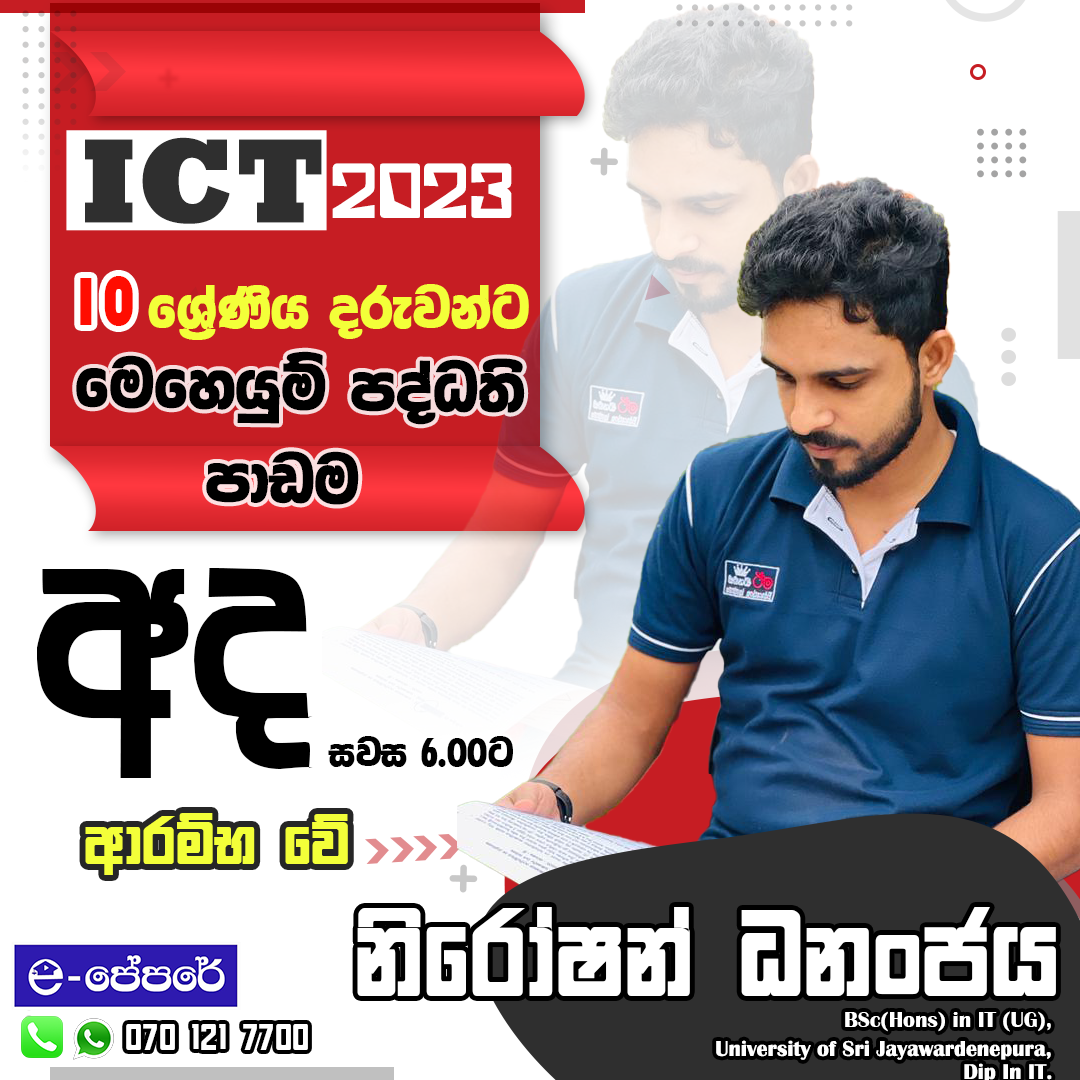 ICT 2023
10 ශ්‍රේණිය දරුවන්ට
මෙහෙයුම් පද්ධති
පාඩම
අද
සවස 6.00ට
ආරම්භ වේ
නිරෝෂන් ධනංජය
BSc(Hons) in IT (UG),
University of Sri Jayawardenepura,
Dip In IT.
e-පේපරේ
070 121 7700